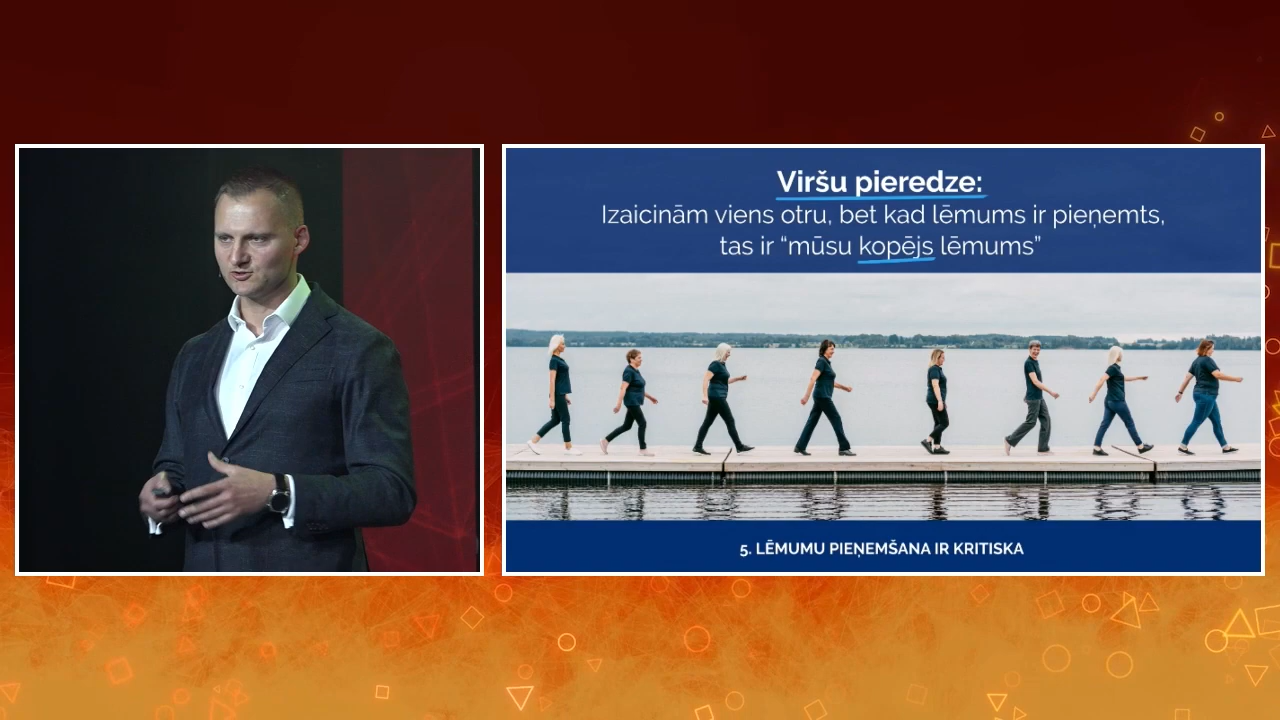 Viršu pieredze:
Izaicinām viens otru, bet kad lēmums ir pieņemts,
tas ir “mūsu kopējs lēmums”
5. LĒMUMU PIEŅEMŠANA IR KRITISKA